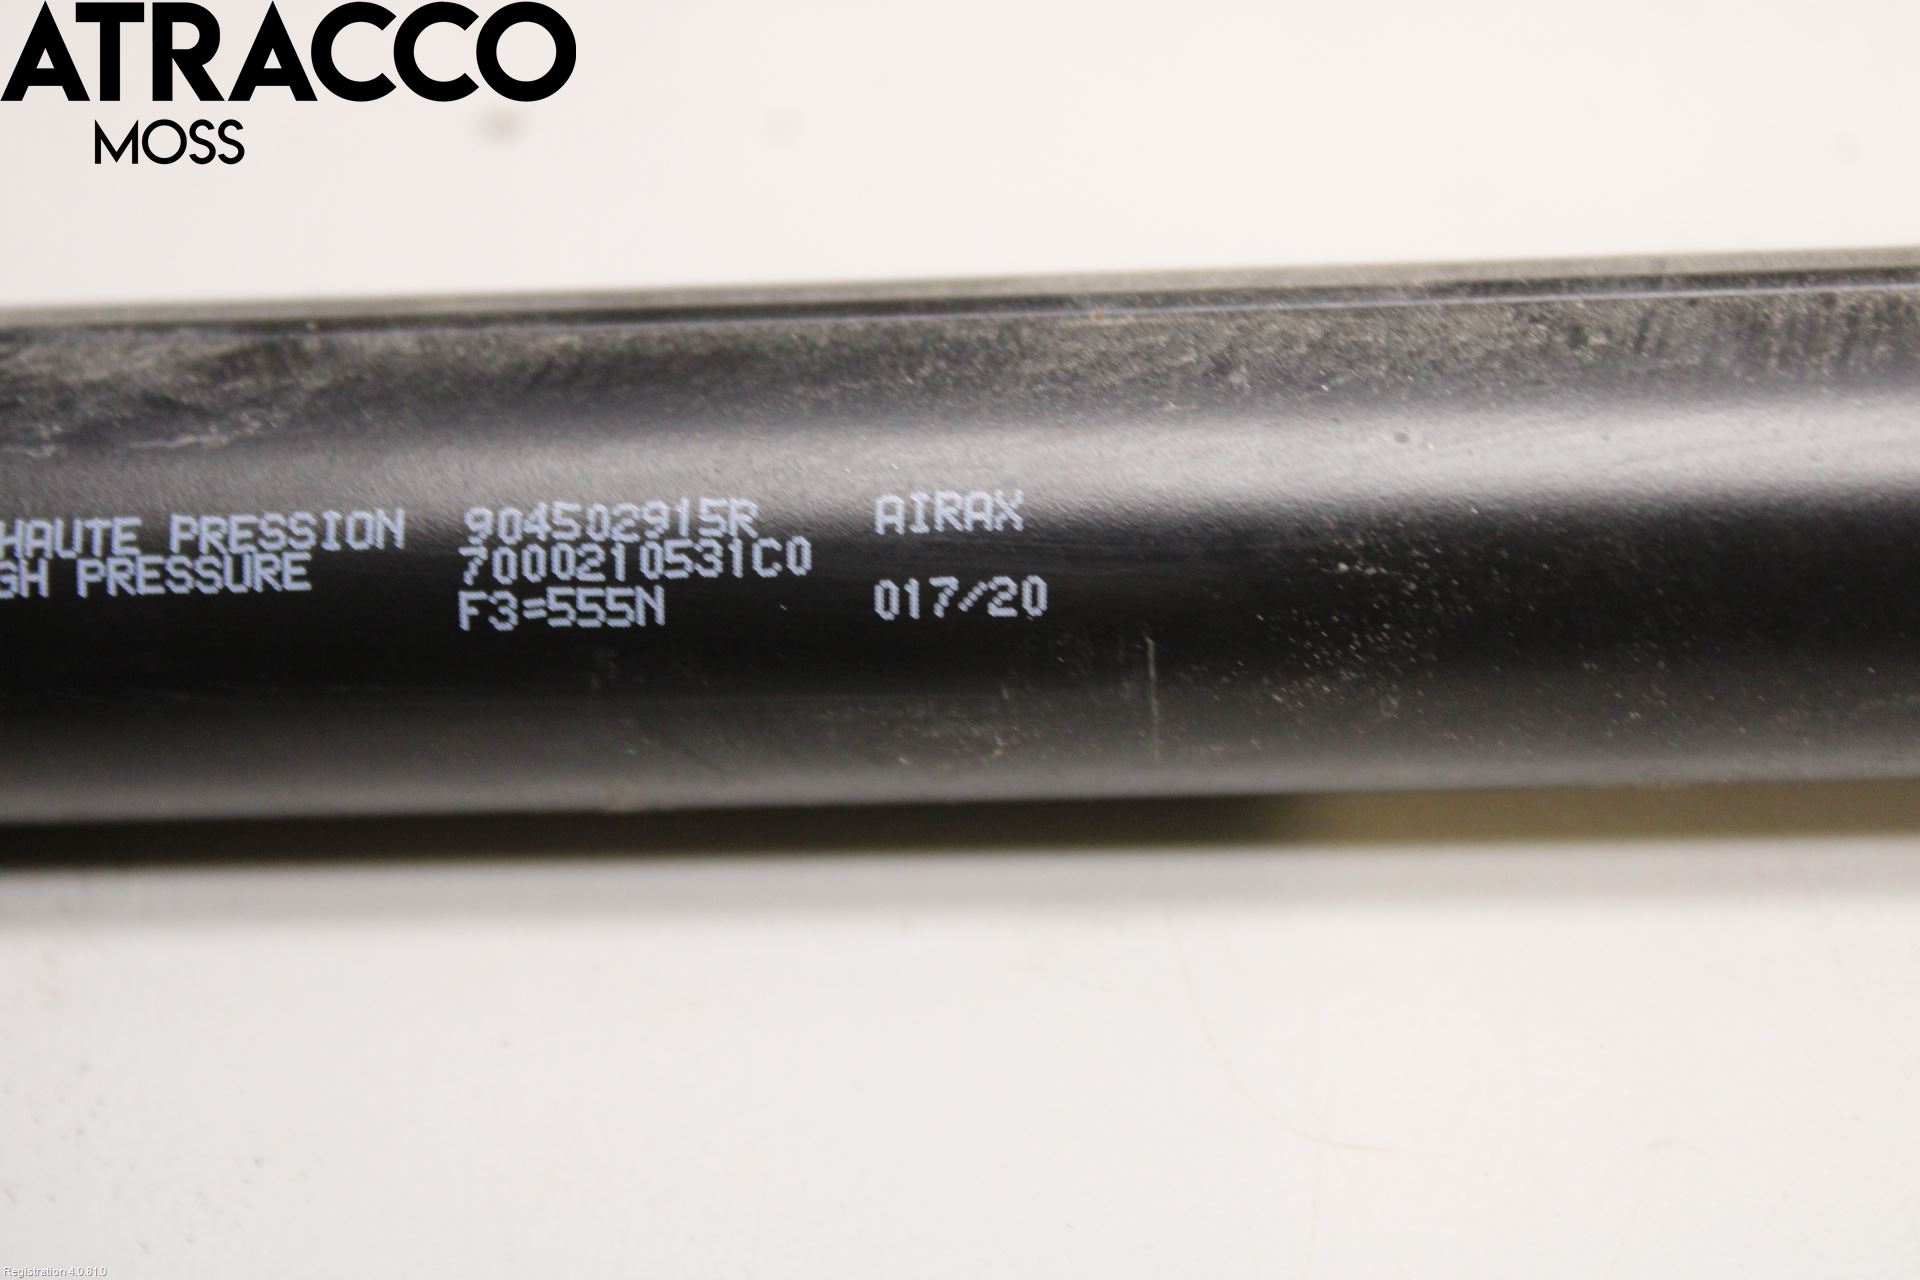 ATRACCO
MOSS
HAUTE PRESSION 904502915R AIRAX
GH PRESSURE 7000210531C0
F3=555N 017/20
Registration 4.0.81.0